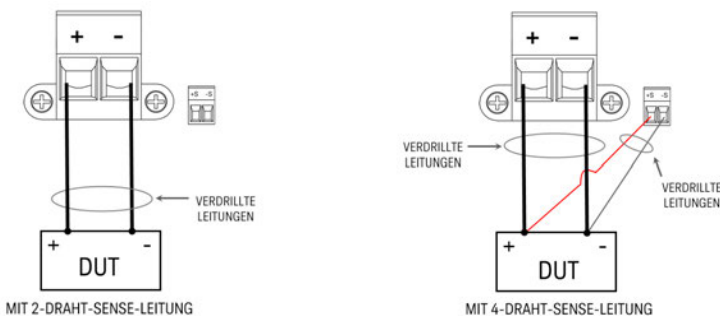 + -
+S -S
VERDRILLTE
LEITUNGEN
+ -
DUT
MIT 2-DRAHT-SENSE-LEITUNG
+ -
+S -S
VERDRILLTE
LEITUNGEN
VERDRILLTE
LEITUNGEN
+ -
DUT
MIT 4-DRAHT-SENSE-LEITUNG